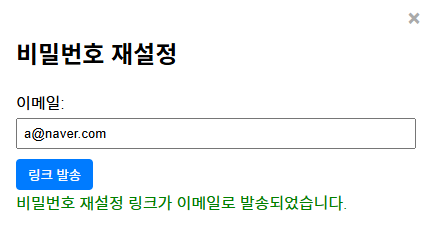 ×
비밀번호 재설정
이메일:
a@naver.com
링크 발송
비밀번호 재설정 링크가 이메일로 발송되었습니다.